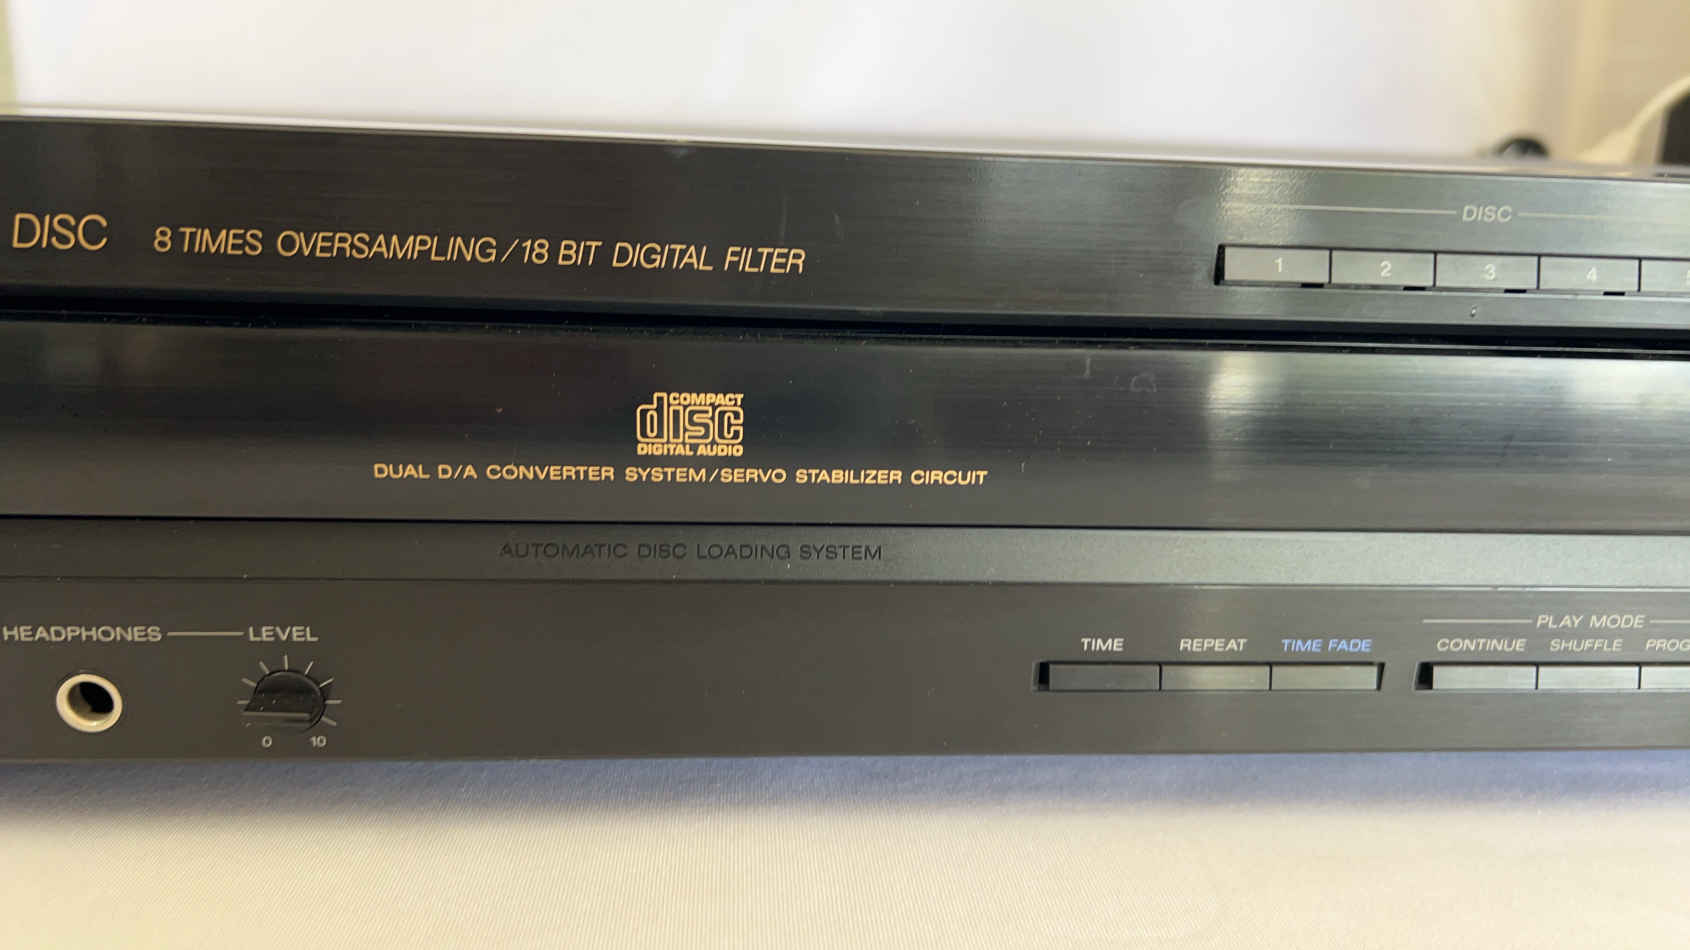 DISC 8 TIMES OVERSAMPLING/18 BIT DIGITAL FILTER
DISC
1 2 3 4
COMPACT
disc
DIGITAL AUDIO
DUAL D/A CONVERTER SYSTEM/SERVO STABILIZER CIRCUIT
AUTOMATIC DISC LOADING SYSTEM
HEADPHONES LEVEL
0 10
PLAY MODE
TIME REPEAT TIME FADE CONTINUE SHUFFLE PROG